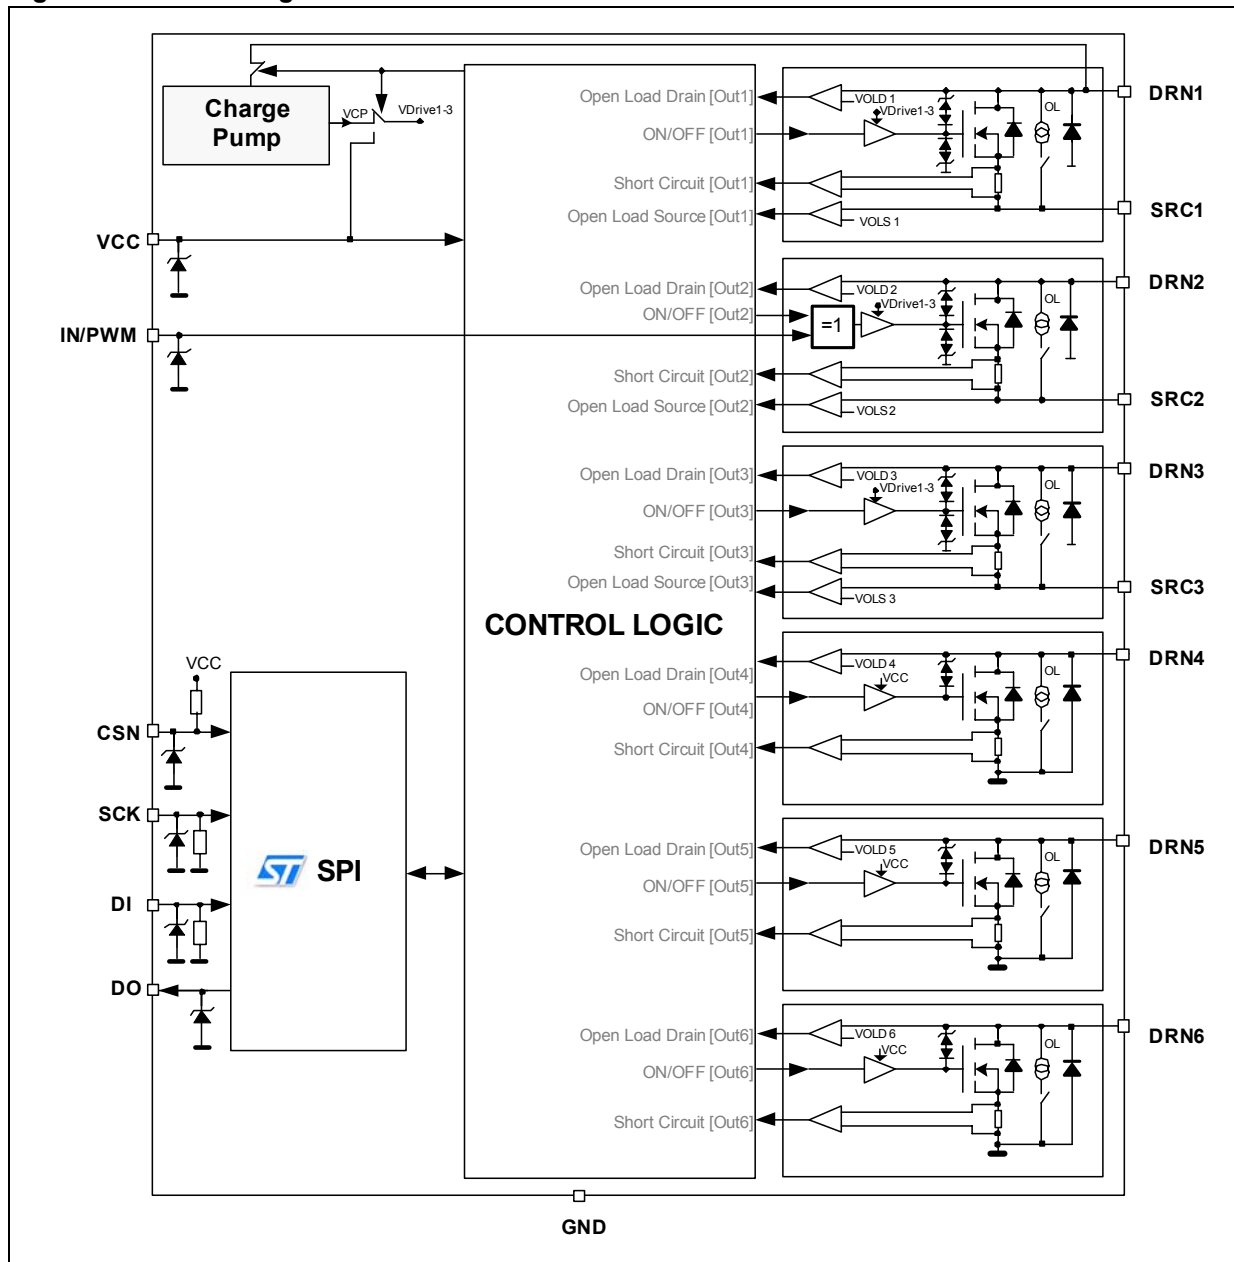 Charge
Pump
VCP
VDrive1-3
VCC
IN/PWM
VCC
CSN
SCK
DI
DO
ST SPI
CONTROL LOGIC
Open Load Drain [Out1]
ON/OFF [Out1]
Short Circuit [Out1]
Open Load Source [Out1]
VOLD 1
VDrive1-3
OL
VOLS 1
DRN1
SRC1
Open Load Drain [Out2]
ON/OFF [Out2]
Short Circuit [Out2]
Open Load Source [Out2]
VOLD 2
VDrive1-3
=1
OL
VOLS 2
DRN2
SRC2
Open Load Drain [Out3]
ON/OFF [Out3]
Short Circuit [Out3]
Open Load Source [Out3]
VOLD 3
VDrive1-3
OL
VOLS 3
DRN3
SRC3
Open Load Drain [Out4]
ON/OFF [Out4]
Short Circuit [Out4]
VOLD 4
VCC
OL
DRN4
Open Load Drain [Out5]
ON/OFF [Out5]
Short Circuit [Out5]
VOLD 5
VCC
OL
DRN5
Open Load Drain [Out6]
ON/OFF [Out6]
Short Circuit [Out6]
VOLD 6
VCC
OL
DRN6
GND